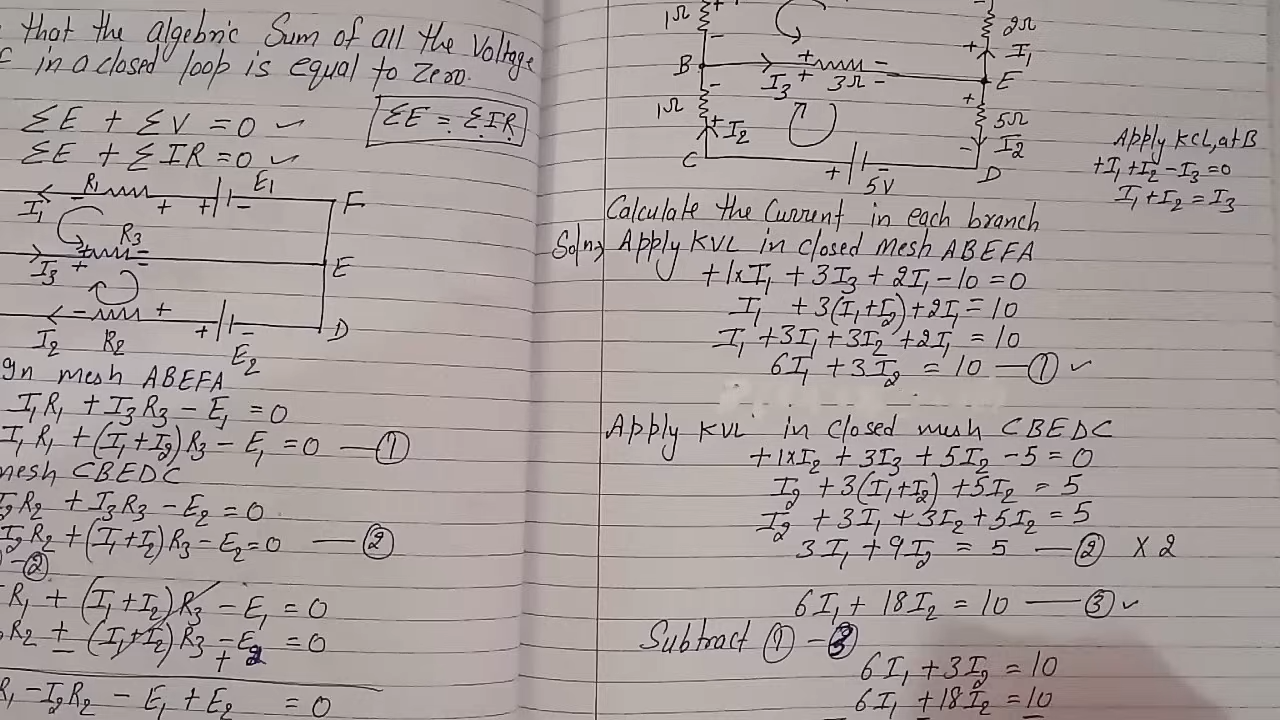 that the algebric Sum of all the Voltage
in a closed loop is equal to Zero.
ΣE + ΣV = 0 ✓
ΣE = ΣIR
ΣE + ΣIR = 0 ✓
R₁ E₁
I₁ + + - F
R₃
I₃ + = E
- + + - D
I₂ R₂ E₂
gn mesh ABEFA
I₁R₁ + I₃R₃ - E₁ = 0
I₁R₁ + (I₁+I₂)R₃ - E₁ = 0 — ①
mesh CBEDC
I₂R₂ + I₃R₃ - E₂ = 0
I₂R₂ + (I₁+I₂)R₃ - E₂ = 0 — ②
-②
R₁ + (I₁+I₂)R₃ - E₁ = 0
R₂ ± (I₁+I₂)R₃ - E₂ = 0
+
R₁ - I₂R₂ - E₁ + E₂ = 0
1Ω + 2Ω
- + I₁
B I₃ + 3Ω = - E
+
1Ω + I₂ 5Ω
- I₂
C + 5V D
Apply KCL, at B
+I₁+I₂-I₃=0
I₁+I₂=I₃
Calculate the Current in each branch
Soln, Apply KVL in closed mesh ABEFA
+1xI₁ + 3I₃ + 2I₁ - 10 = 0
I₁ + 3(I₁+I₂) + 2I₁ = 10
I₁ + 3I₁ + 3I₂ + 2I₁ = 10
6I₁ + 3I₂ = 10 — ① ✓
Apply KVL in closed mesh CBEDC
+1xI₂ + 3I₃ + 5I₂ - 5 = 0
I₂ + 3(I₁+I₂) + 5I₂ = 5
I₂ + 3I₁ + 3I₂ + 5I₂ = 5
3I₁ + 9I₂ = 5 — ② X 2
6I₁ + 18I₂ = 10 — ③ ✓
Subtract ① - ③
6I₁ + 3I₂ = 10
6I₁ + 18I₂ = 10